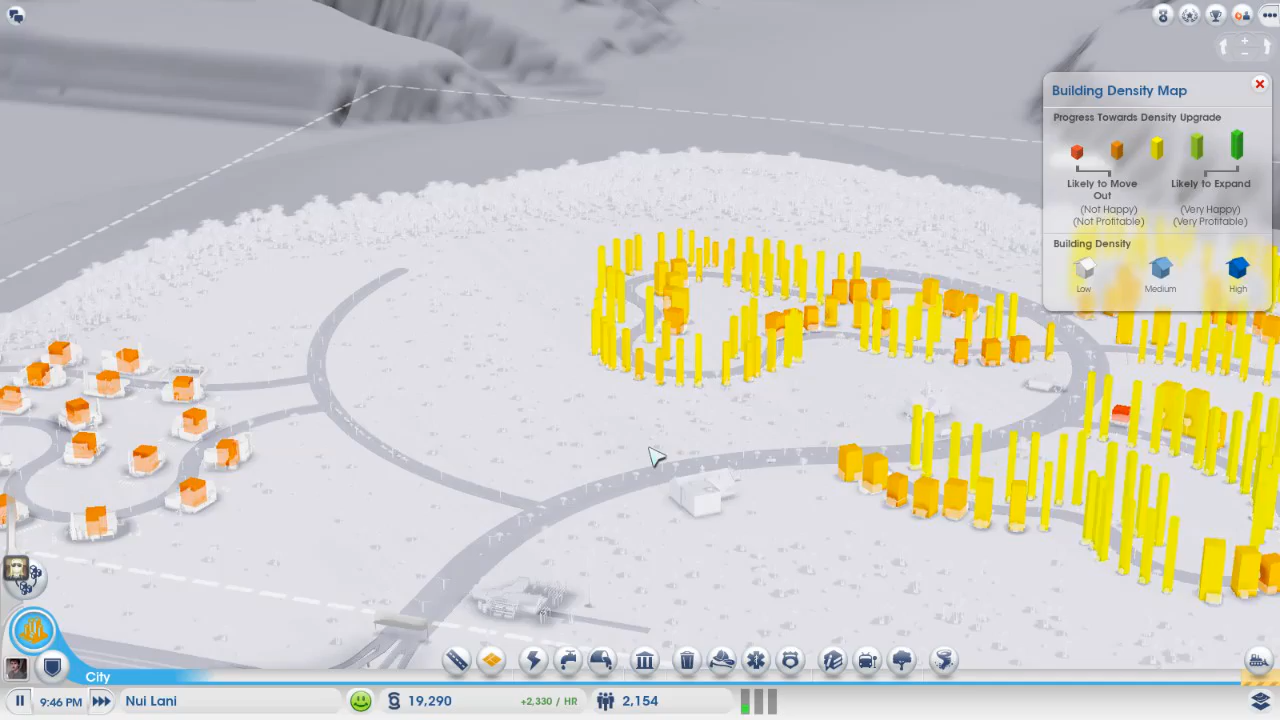 Building Density Map
Progress Towards Density Upgrade
Likely to Move Out
Likely to Expand
(Not Happy)
(Very Happy)
(Not Profitable)
(Very Profitable)
Building Density
Low
Medium
High
City
9:46 PM
Nui Lani
19,290
+2,330 / HR
2,154